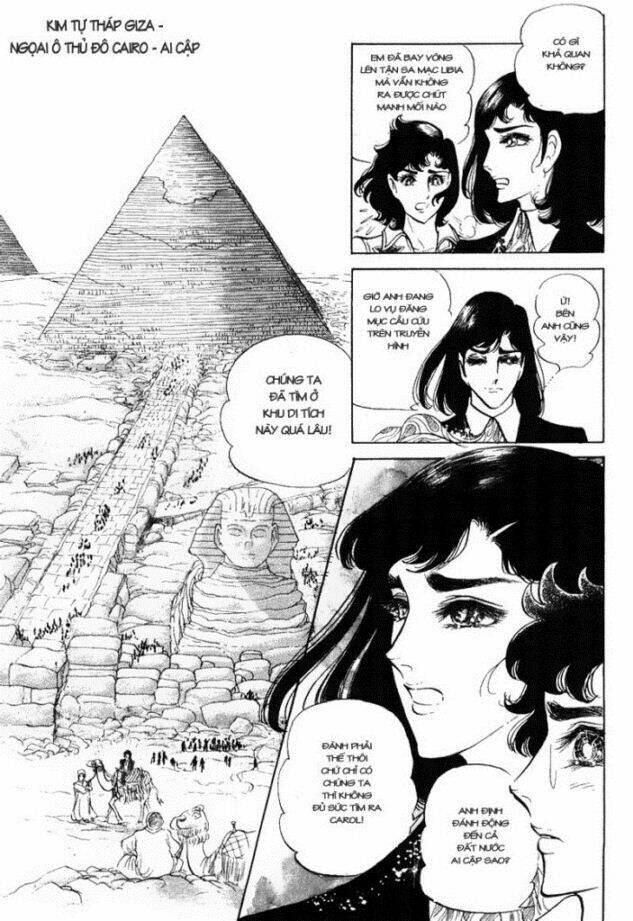 KIM TỰ THÁP GIZA -
NGOẠI Ô THỦ ĐÔ CAIRO - AI CẬP
CÓ GÌ
KHẢ QUAN
KHÔNG?
EM ĐÃ BAY VÒNG
LÊN TẬN SA MẠC LIBIA
MÀ VẪN KHÔNG
RA ĐƯỢC CHÚT
MANH MỐI NÀO
GIỜ ANH ĐANG
LO VỤ ĐĂNG
MỤC CẦU CỨU
TRÊN TRUYỀN
HÌNH
Ừ!
BÊN
ANH CŨNG
VẬY!
CHÚNG TA
ĐÃ TÌM Ở
KHU DI TÍCH
NÀY QUÁ LÂU!
ĐÀNH PHẢI
THẾ THÔI
CHỨ CHỈ CÓ
CHÚNG TA
THÌ KHÔNG
ĐỦ SỨC TÌM RA
CAROL!
ANH ĐỊNH
ĐÁNH ĐỘNG
ĐẾN CẢ
ĐẤT NƯỚC
AI CẬP SAO?